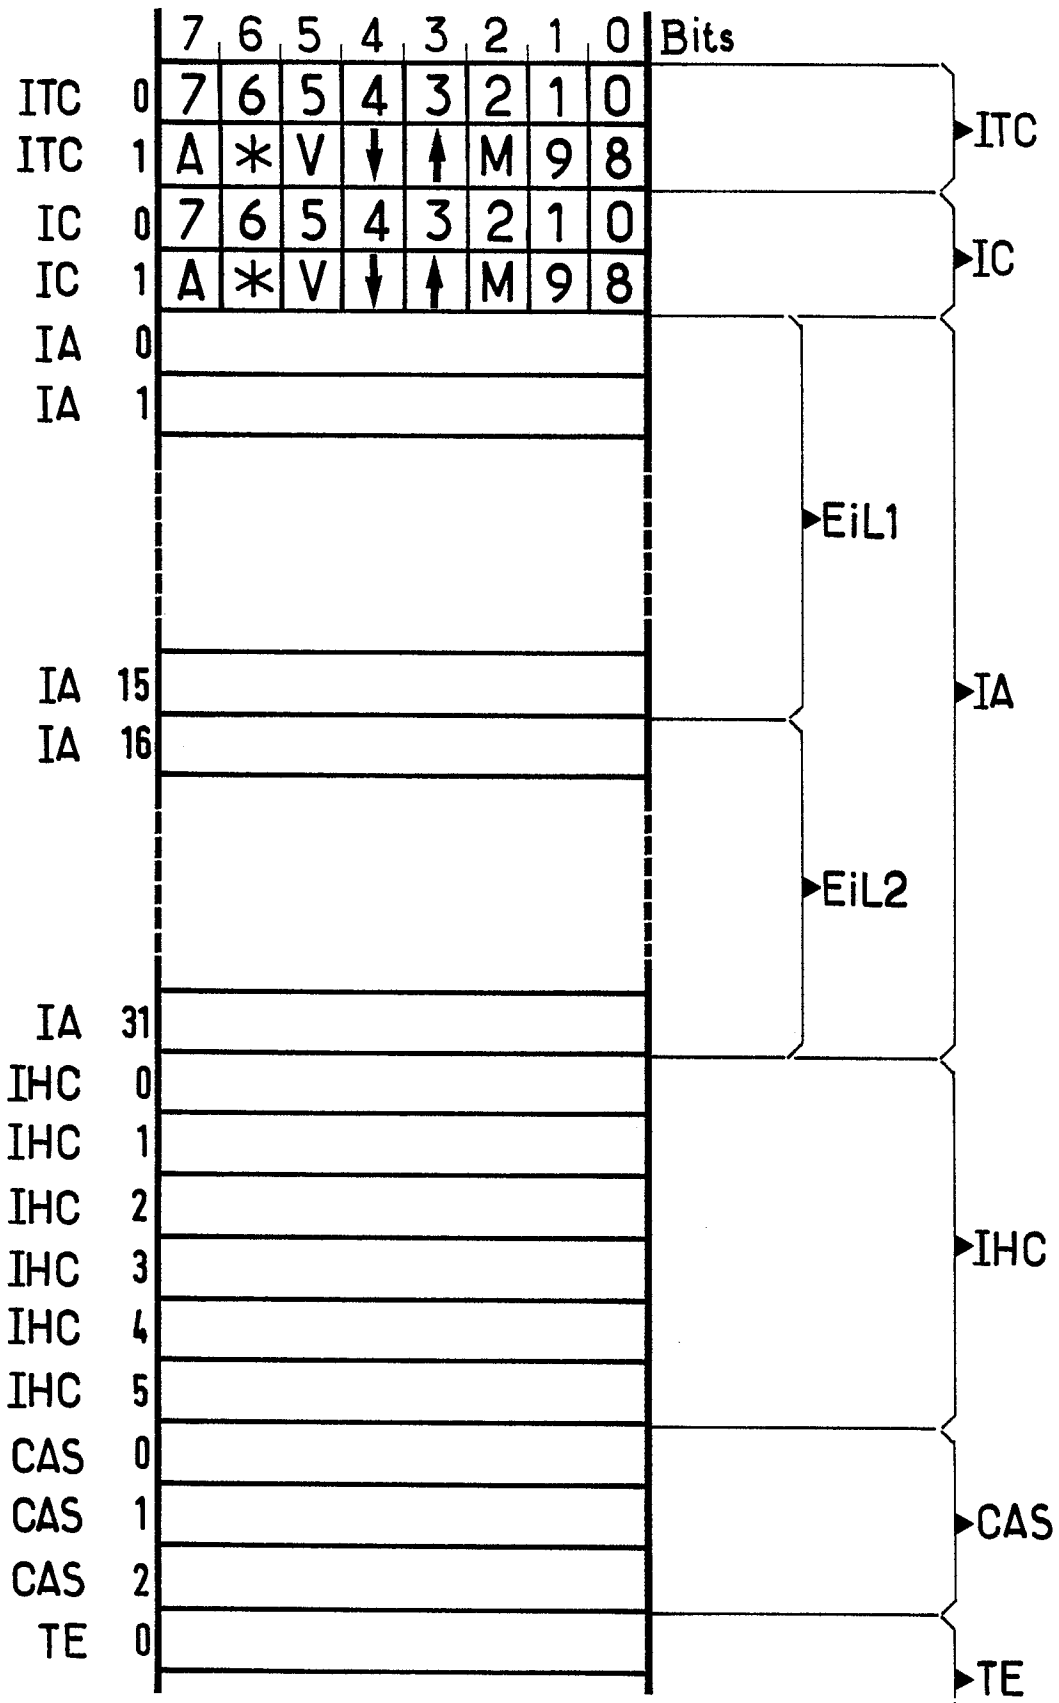 7 6 5 4 3 2 1 0 Bits
ITC 0 7 6 5 4 3 2 1 0
ITC
ITC 1 A * V ↓ ↑ M 9 8
IC 0 7 6 5 4 3 2 1 0
IC
IC 1 A * V ↓ ↑ M 9 8
IA 0
IA 1
EiL1
IA 15
IA
IA 16
EiL2
IA 31
IHC 0
IHC 1
IHC 2
IHC
IHC 3
IHC 4
IHC 5
CAS 0
CAS 1
CAS
CAS 2
TE 0
TE